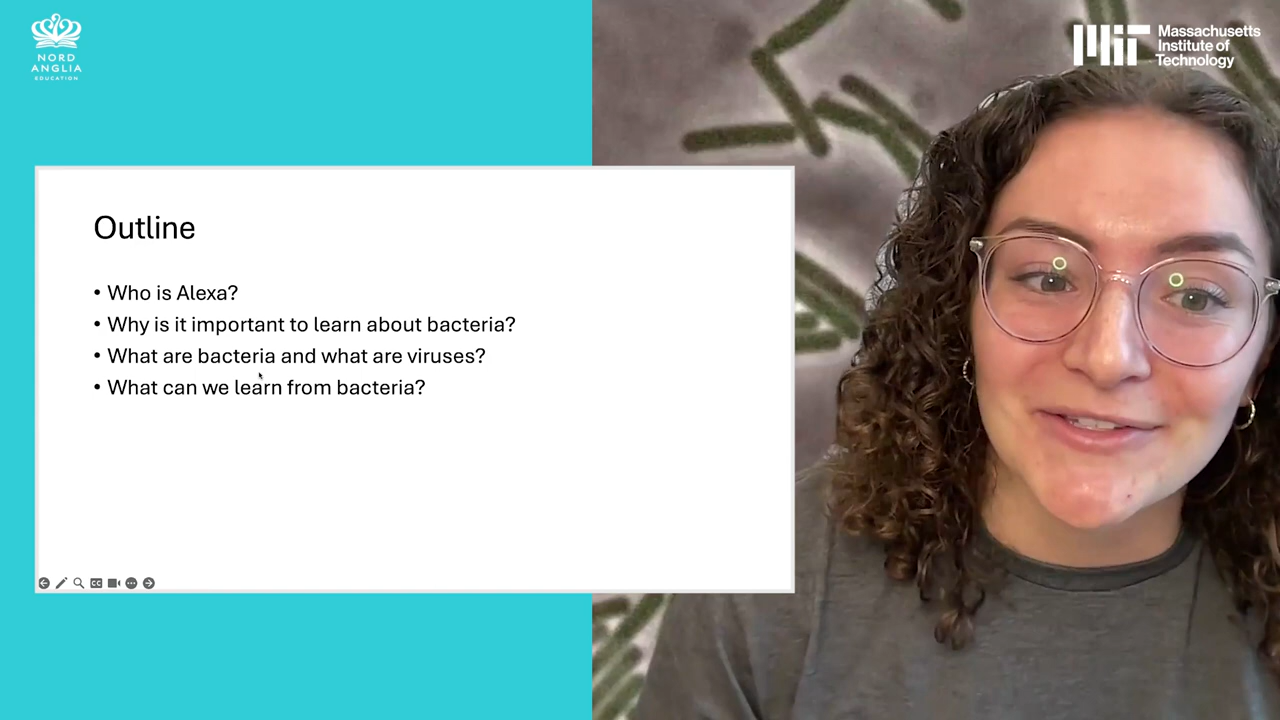 NORD
ANGLIA
EDUCATION
Massachusetts
Institute of
Technology
Outline
• Who is Alexa?
• Why is it important to learn about bacteria?
• What are bacteria and what are viruses?
• What can we learn from bacteria?
CC